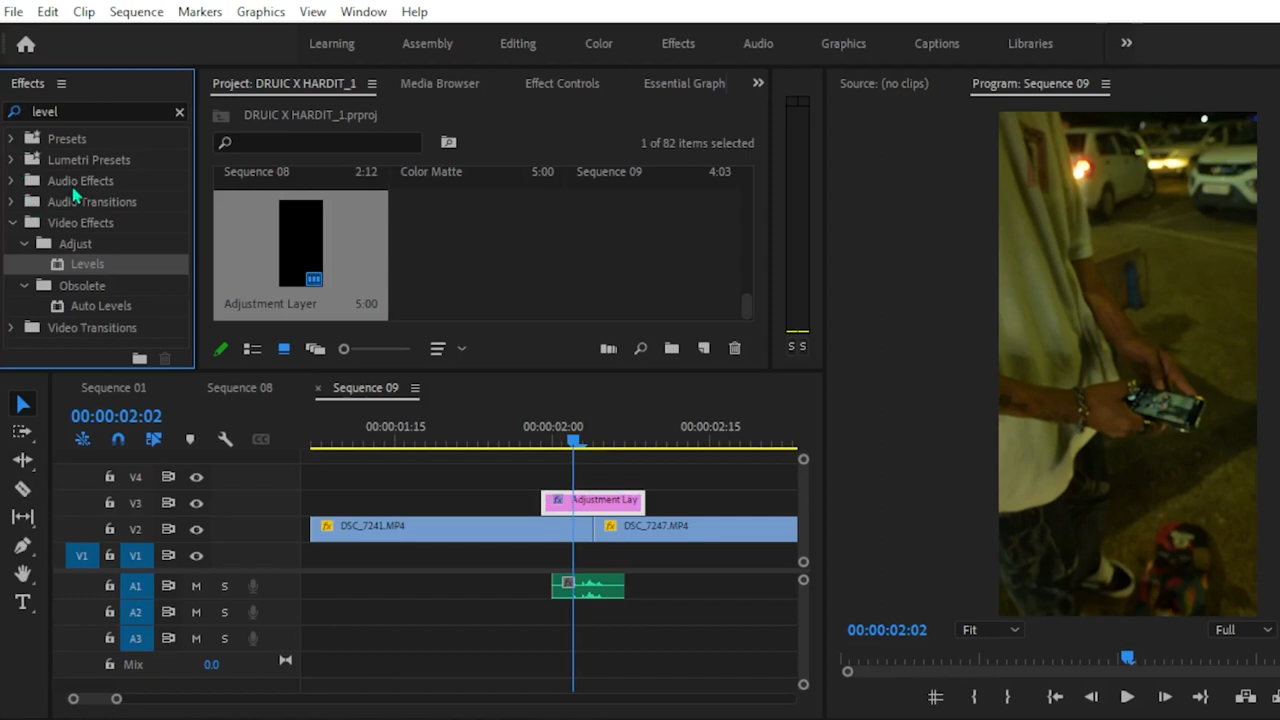 File Edit Clip Sequence Markers Graphics View Window Help
Learning Assembly Editing Color Effects Audio Graphics Captions Libraries
Effects
level
Presets
Lumetri Presets
Audio Effects
Audio Transitions
Video Effects
Adjust
Levels
Obsolete
Auto Levels
Video Transitions
Project: DRUIC X HARDIT_1 Media Browser Effect Controls Essential Graph
DRUIC X HARDIT_1.prproj
1 of 82 items selected
Sequence 08 2:12 Color Matte 5:00 Sequence 09 4:03
Adjustment Layer 5:00
S S
Source: (no clips) Program: Sequence 09
00:00:02:02 Fit Full
Sequence 01 Sequence 08 × Sequence 09
00:00:02:02
00:00:01:15 00:00:02:00 00:00:02:15
V4
V3 fx Adjustment Lay
V2 fx DSC_7241.MP4 fx DSC_7247.MP4
V1 V1
A1 M S
A2 M S
A3 M S
Mix 0.0